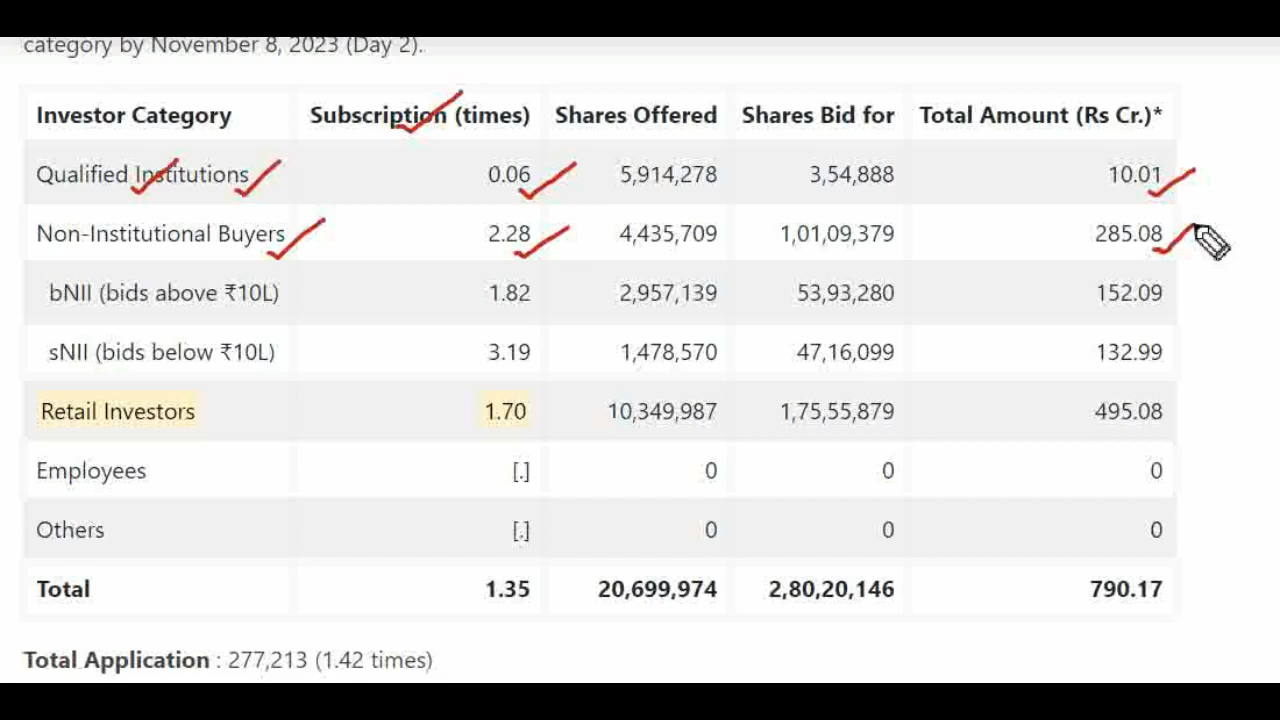 category by November 8, 2023 (Day 2).
Investor Category Subscription (times) Shares Offered Shares Bid for Total Amount (Rs Cr.)*
Qualified Institutions 0.06 5,914,278 3,54,888 10.01
Non-Institutional Buyers 2.28 4,435,709 1,01,09,379 285.08
bNII (bids above ₹10L) 1.82 2,957,139 53,93,280 152.09
sNII (bids below ₹10L) 3.19 1,478,570 47,16,099 132.99
Retail Investors 1.70 10,349,987 1,75,55,879 495.08
Employees [.] 0 0 0
Others [.] 0 0 0
Total 1.35 20,699,974 2,80,20,146 790.17
Total Application : 277,213 (1.42 times)